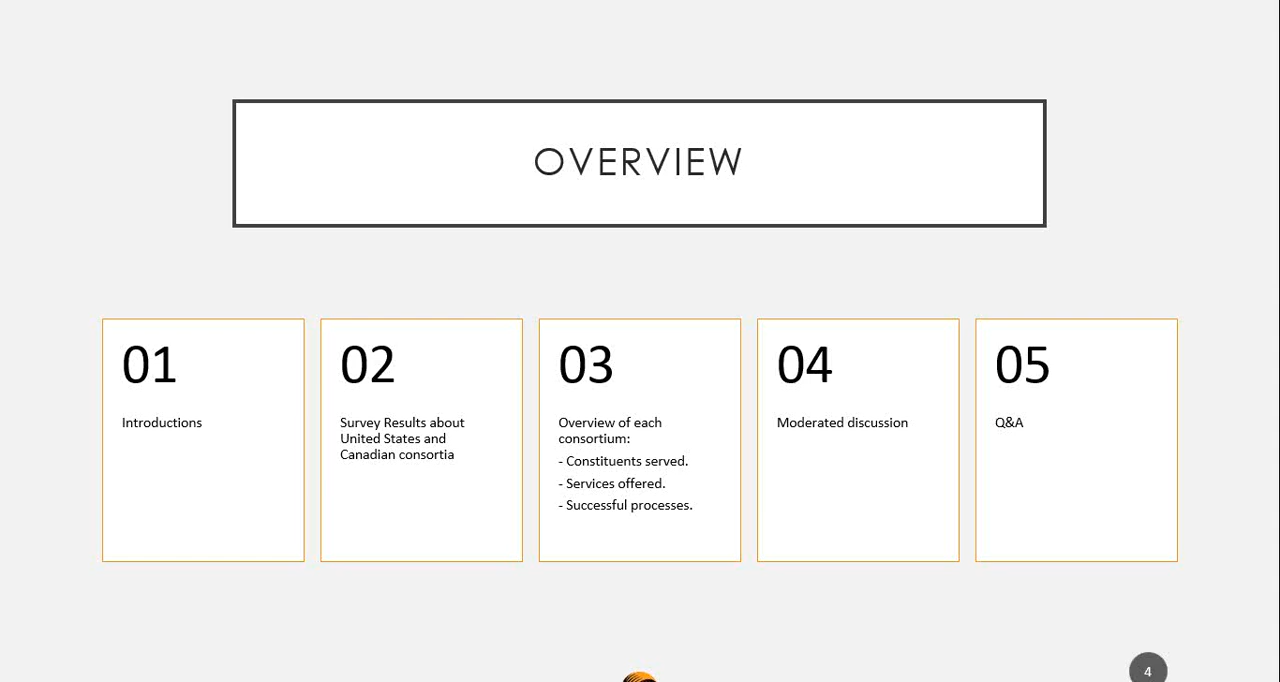 OVERVIEW
01
Introductions
02
Survey Results about
United States and
Canadian consortia
03
Overview of each
consortium:
- Constituents served.
- Services offered.
- Successful processes.
04
Moderated discussion
05
Q&A
4